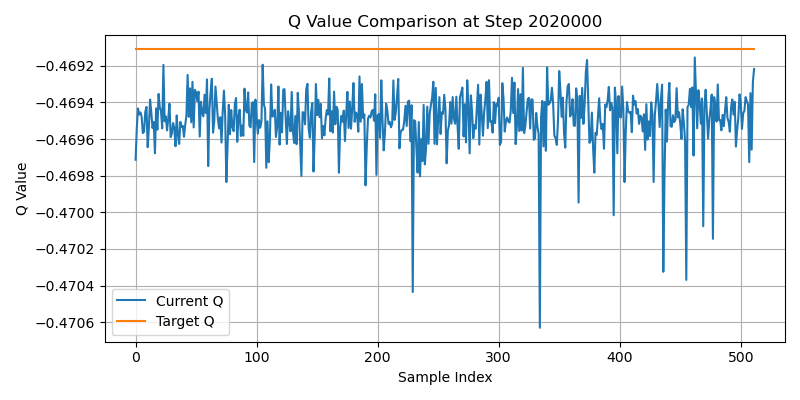 Q Value Comparison at Step 2020000
Q Value
−0.4692
−0.4694
−0.4696
−0.4698
−0.4700
−0.4702
−0.4704
−0.4706
Current Q
Target Q
0 100 200 300 400 500
Sample Index